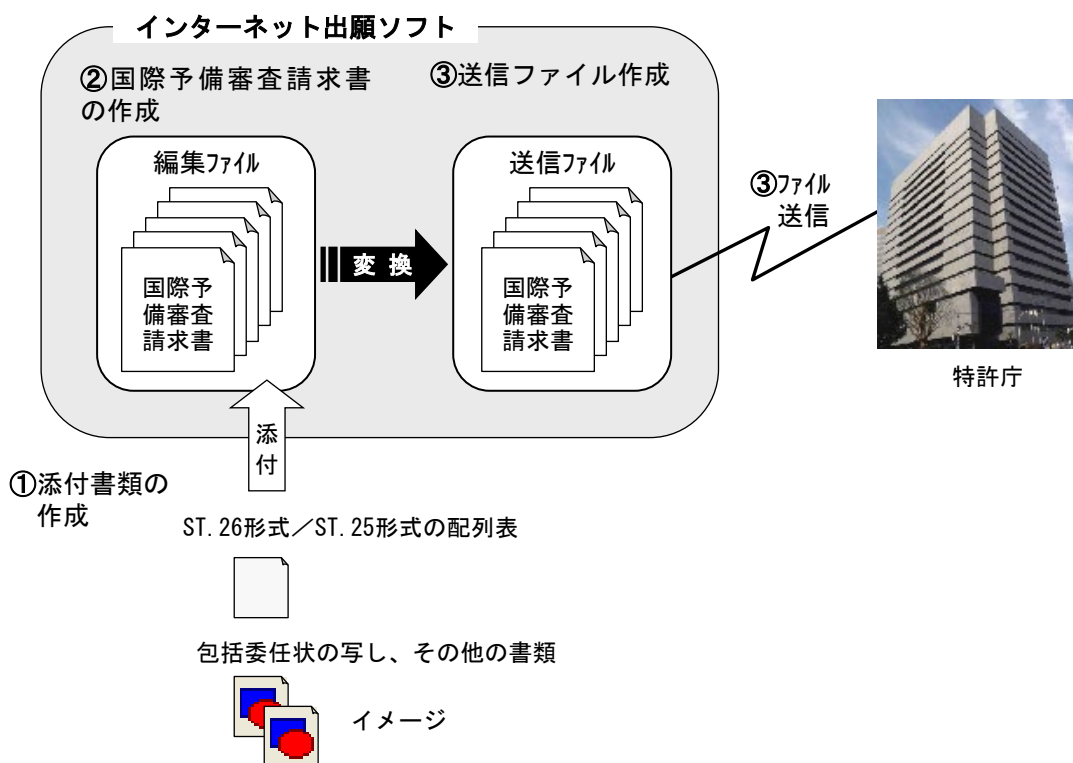 インターネット出願ソフト
②国際予備審査請求書
の作成
③送信ファイル作成
編集ﾌｧｲﾙ
国際予
備審査
請求書
変換
送信ﾌｧｲﾙ
国際予
備審査
請求書
③ﾌｧｲﾙ
送信
特許庁
添
付
①添付書類の
作成
ST.26形式／ST.25形式の配列表
包括委任状の写し、その他の書類
イメージ